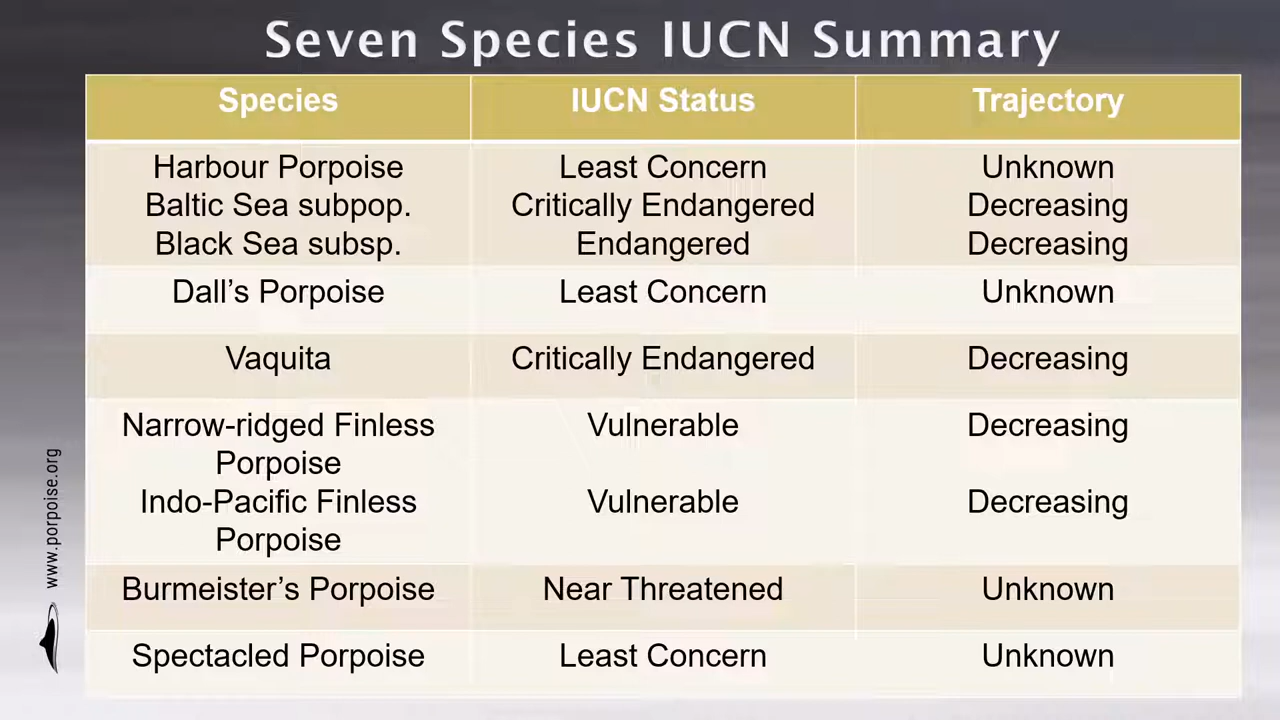 Seven Species IUCN Summary
Species IUCN Status Trajectory
Harbour Porpoise Least Concern Unknown
Baltic Sea subpop. Critically Endangered Decreasing
Black Sea subsp. Endangered Decreasing
Dall’s Porpoise Least Concern Unknown
Vaquita Critically Endangered Decreasing
Narrow-ridged Finless Vulnerable Decreasing
Porpoise
Indo-Pacific Finless Vulnerable Decreasing
Porpoise
Burmeister’s Porpoise Near Threatened Unknown
Spectacled Porpoise Least Concern Unknown
www.porpoise.org